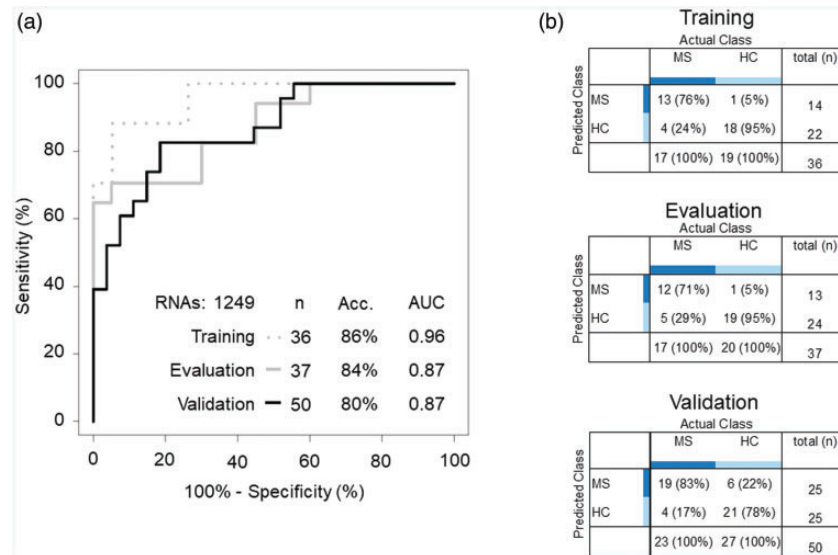 (a)
100
80
60
40
20
0
Sensitivity (%)
RNAs: 1249 n Acc. AUC
Training 36 86% 0.96
Evaluation 37 84% 0.87
Validation 50 80% 0.87
0 20 40 60 80 100
100% - Specificity (%)
(b)
Training
Actual Class
MS HC total (n)
Predicted Class
MS 13 (76%) 1 (5%) 14
HC 4 (24%) 18 (95%) 22
17 (100%) 19 (100%) 36
Evaluation
Actual Class
MS HC total (n)
Predicted Class
MS 12 (71%) 1 (5%) 13
HC 5 (29%) 19 (95%) 24
17 (100%) 20 (100%) 37
Validation
Actual Class
MS HC total (n)
Predicted Class
MS 19 (83%) 6 (22%) 25
HC 4 (17%) 21 (78%) 25
23 (100%) 27 (100%) 50